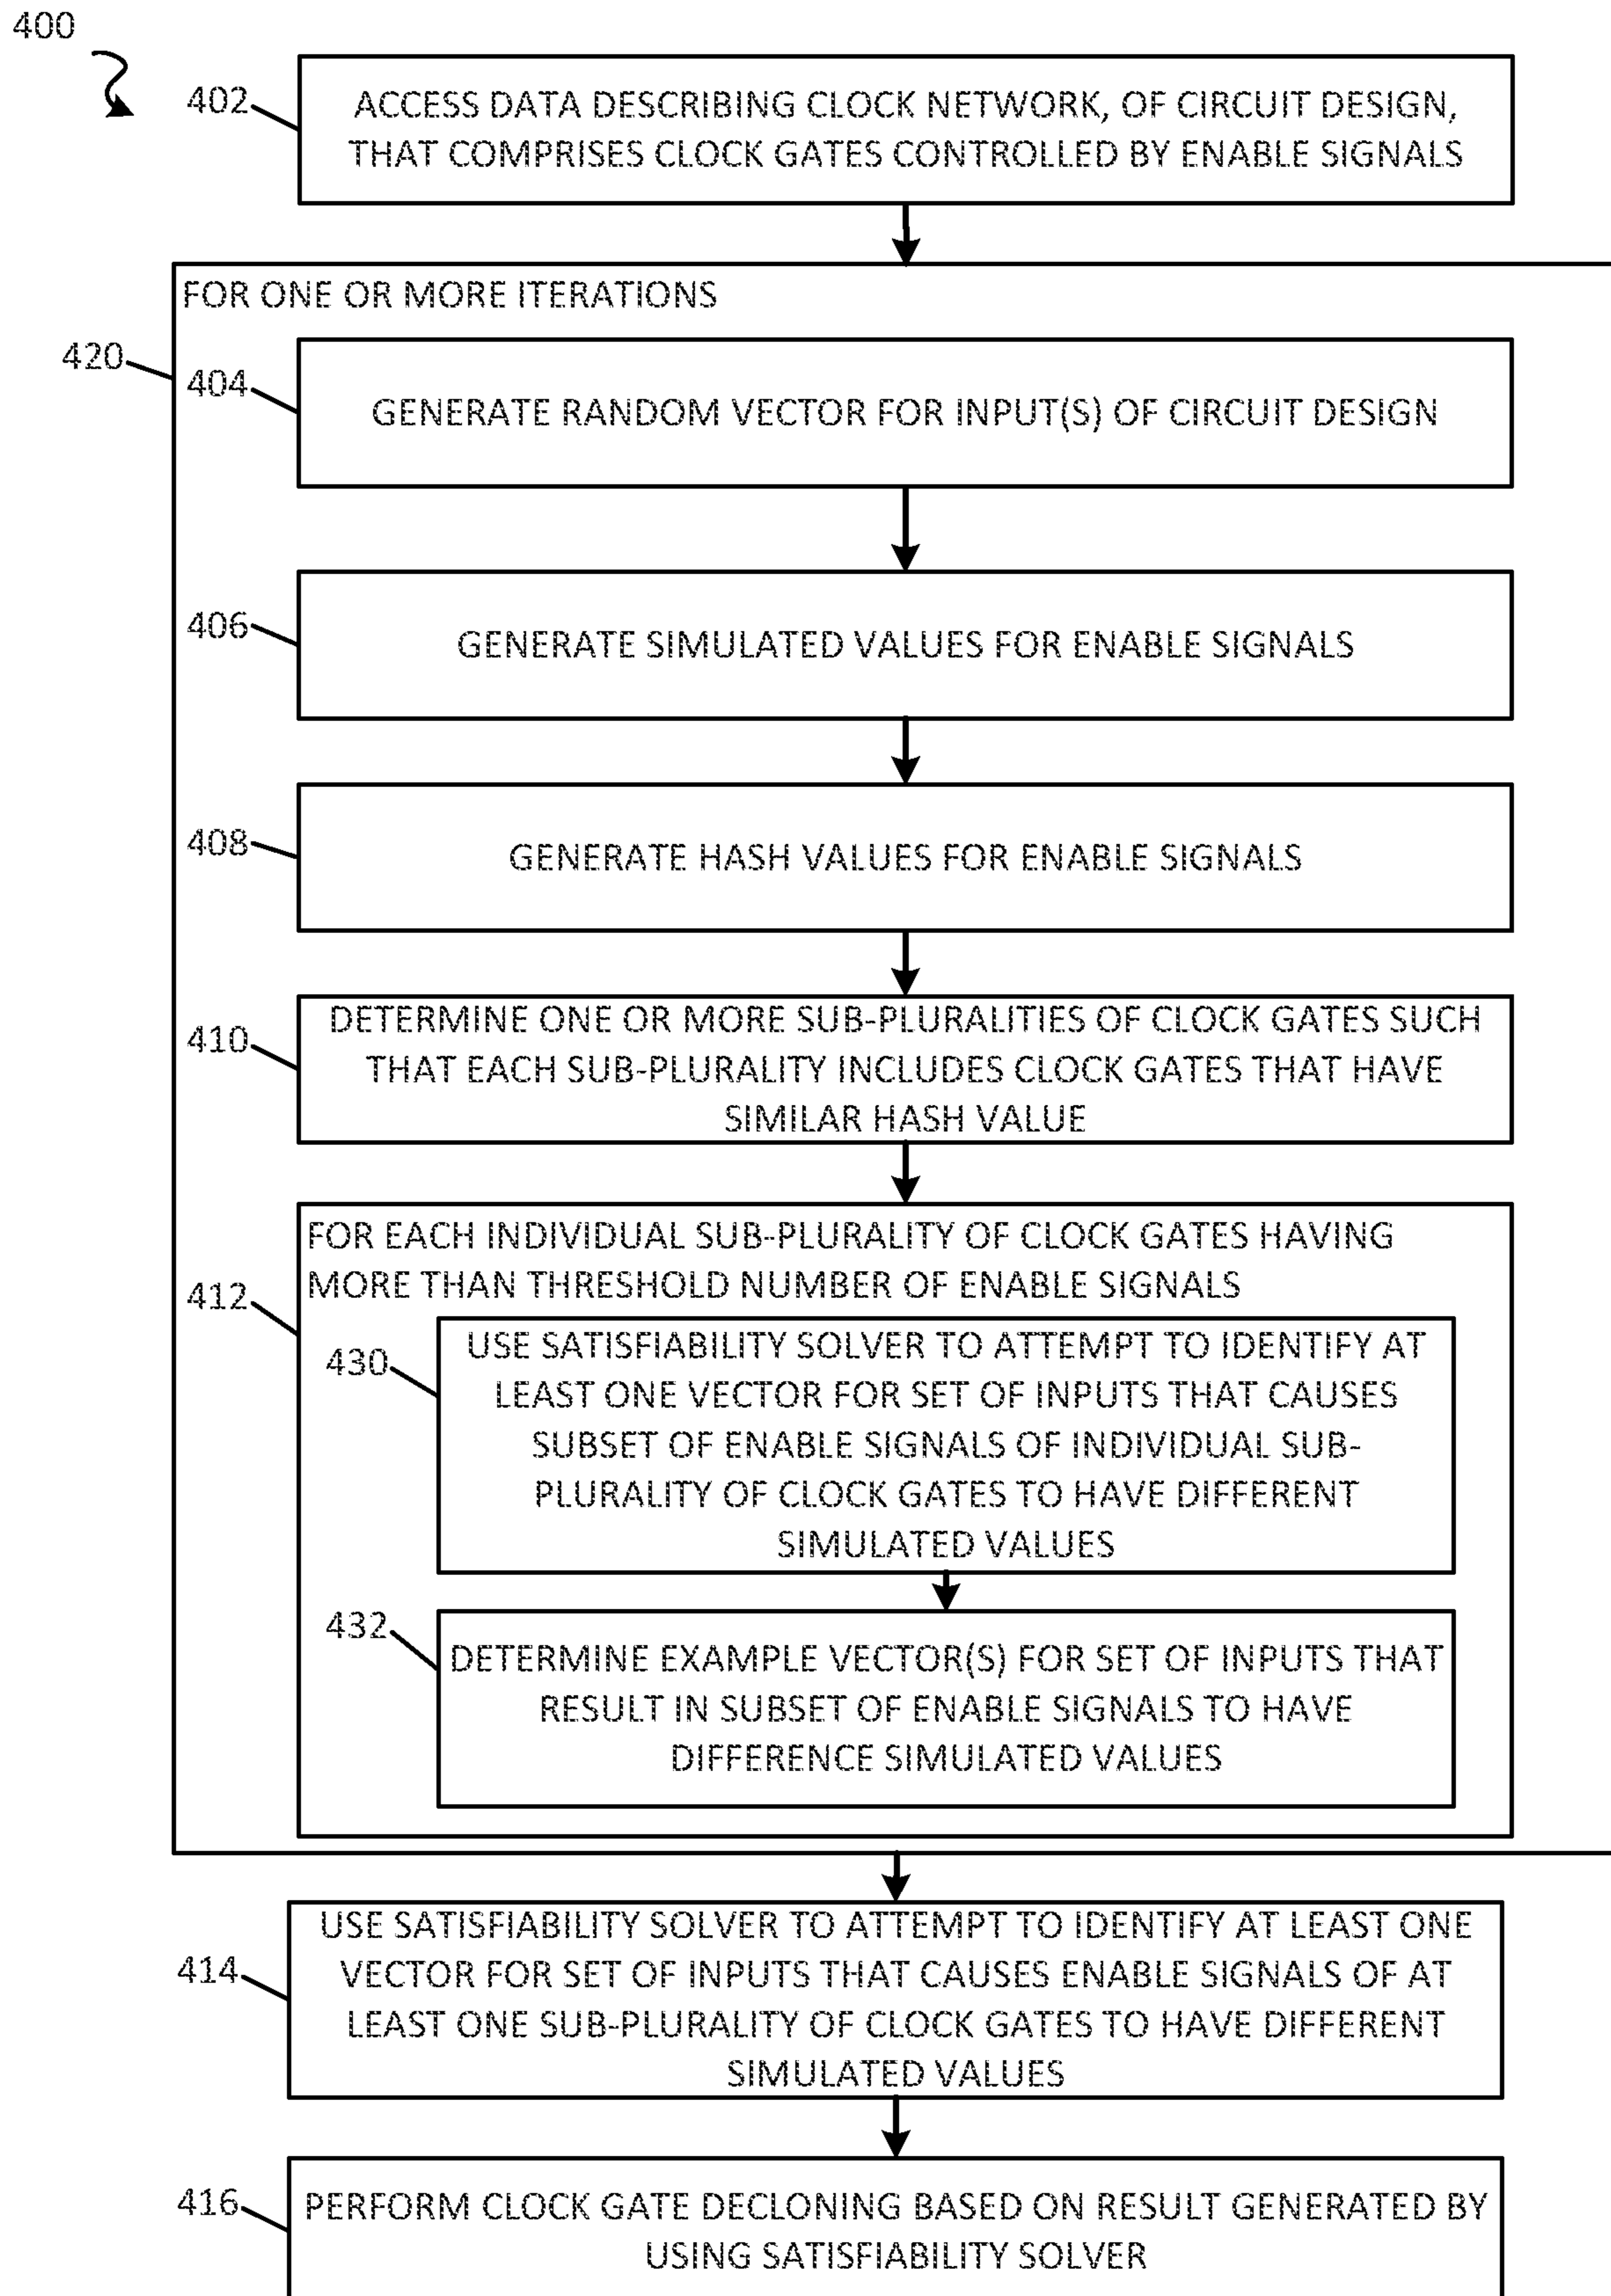 400
402
ACCESS DATA DESCRIBING CLOCK NETWORK, OF CIRCUIT DESIGN,
THAT COMPRISES CLOCK GATES CONTROLLED BY ENABLE SIGNALS
FOR ONE OR MORE ITERATIONS
420
404
GENERATE RANDOM VECTOR FOR INPUT(S) OF CIRCUIT DESIGN
406
GENERATE SIMULATED VALUES FOR ENABLE SIGNALS
408
GENERATE HASH VALUES FOR ENABLE SIGNALS
410
DETERMINE ONE OR MORE SUB-PLURALITIES OF CLOCK GATES SUCH
THAT EACH SUB-PLURALITY INCLUDES CLOCK GATES THAT HAVE
SIMILAR HASH VALUE
412
FOR EACH INDIVIDUAL SUB-PLURALITY OF CLOCK GATES HAVING
MORE THAN THRESHOLD NUMBER OF ENABLE SIGNALS
430
USE SATISFIABILITY SOLVER TO ATTEMPT TO IDENTIFY AT
LEAST ONE VECTOR FOR SET OF INPUTS THAT CAUSES
SUBSET OF ENABLE SIGNALS OF INDIVIDUAL SUB-
PLURALITY OF CLOCK GATES TO HAVE DIFFERENT
SIMULATED VALUES
432
DETERMINE EXAMPLE VECTOR(S) FOR SET OF INPUTS THAT
RESULT IN SUBSET OF ENABLE SIGNALS TO HAVE
DIFFERENCE SIMULATED VALUES
414
USE SATISFIABILITY SOLVER TO ATTEMPT TO IDENTIFY AT LEAST ONE
VECTOR FOR SET OF INPUTS THAT CAUSES ENABLE SIGNALS OF AT
LEAST ONE SUB-PLURALITY OF CLOCK GATES TO HAVE DIFFERENT
SIMULATED VALUES
416
PERFORM CLOCK GATE DECLONING BASED ON RESULT GENERATED BY
USING SATISFIABILITY SOLVER